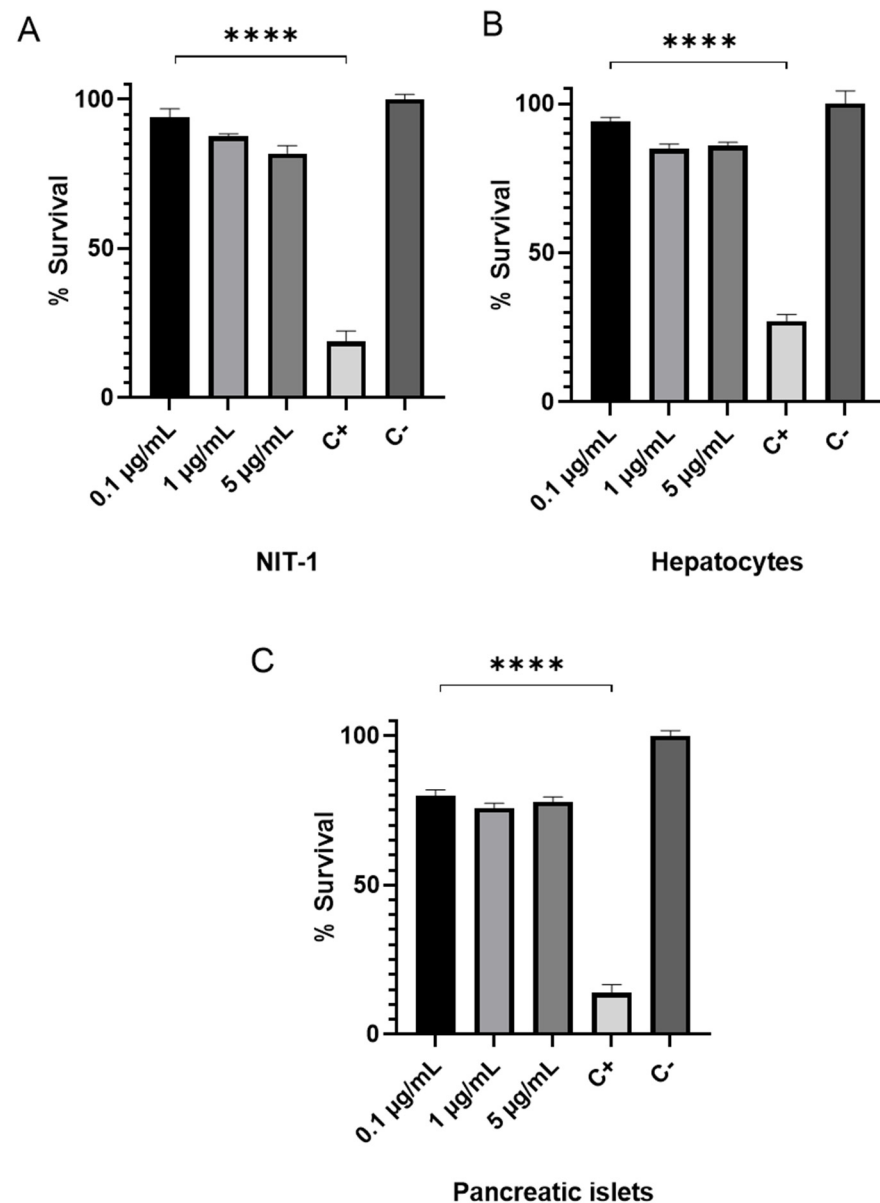 A
****
% Survival
100
50
0
0.1 µg/mL
1 µg/mL
5 µg/mL
C+
C-
NIT-1
B
****
% Survival
100
50
0
0.1 µg/mL
1 µg/mL
5 µg/mL
C+
C-
Hepatocytes
C
****
% Survival
100
50
0
0.1 µg/mL
1 µg/mL
5 µg/mL
C+
C-
Pancreatic islets